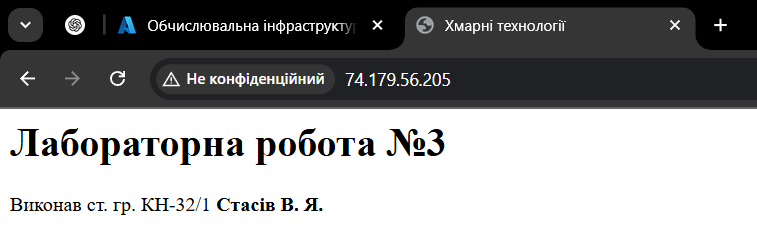 Обчислювальна інфраструктур
Хмарні технології
Не конфіденційний
74.179.56.205
Лабораторна робота №3
Виконав ст. гр. КН-32/1 Стасів В. Я.